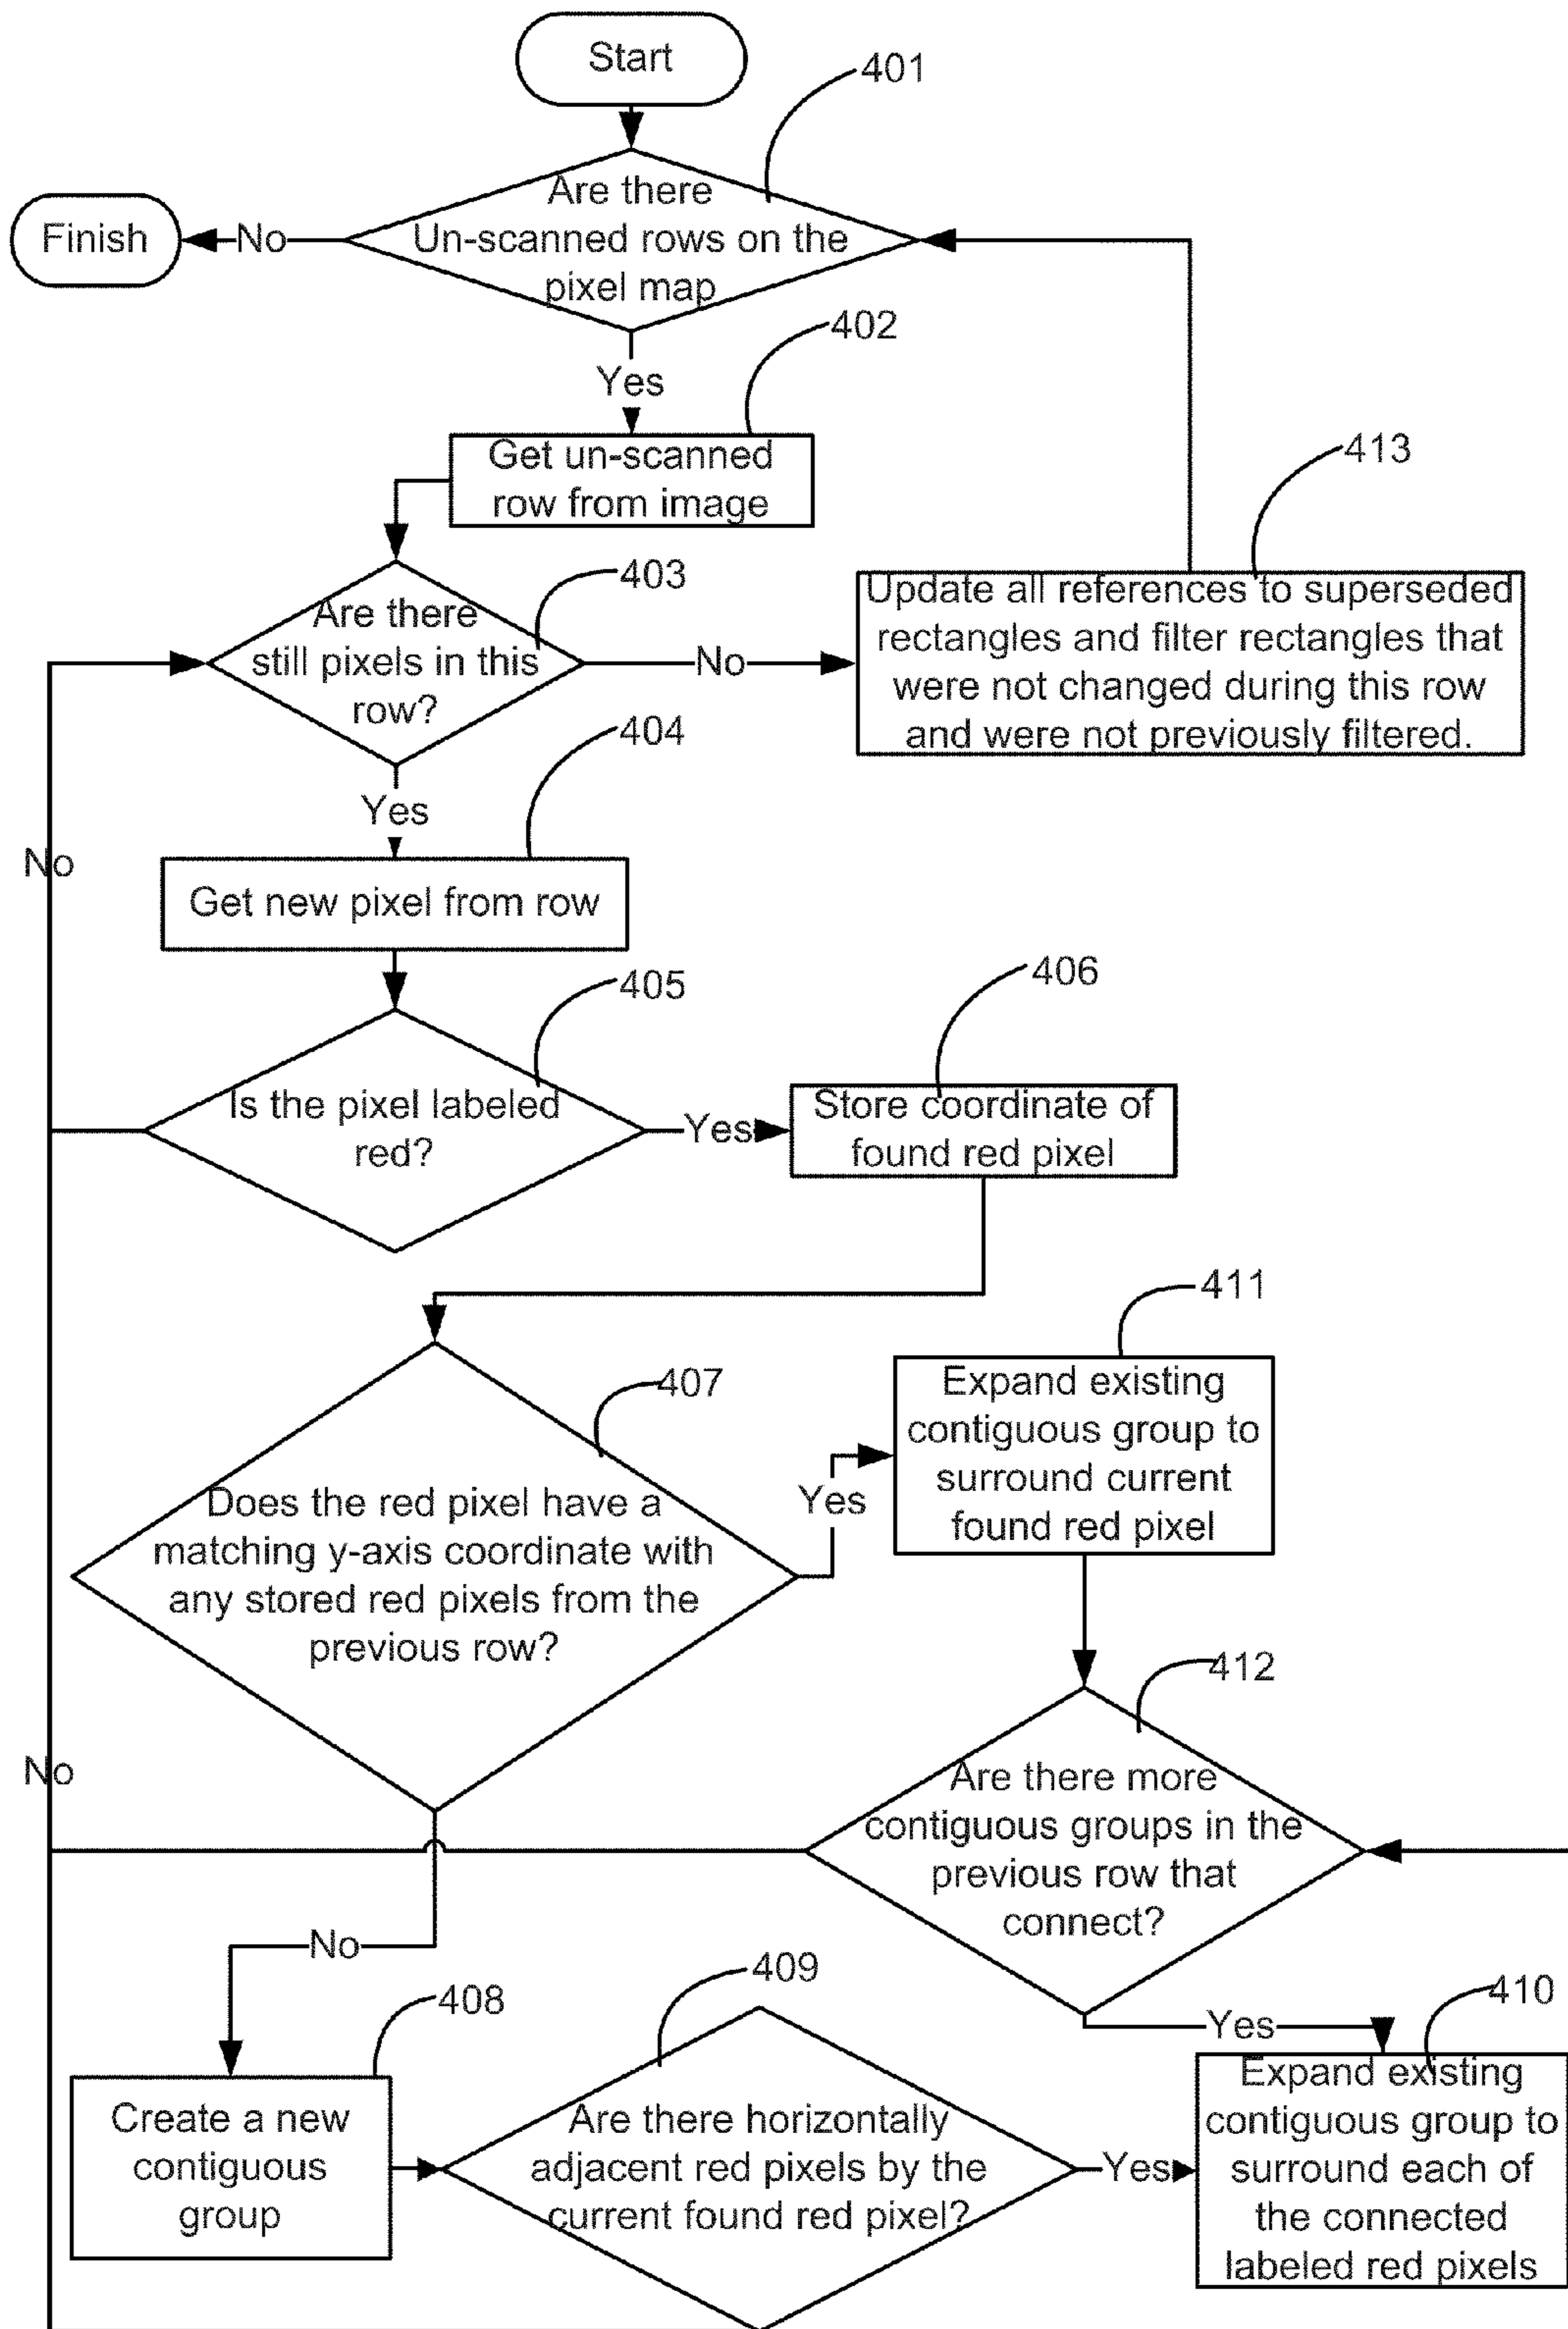 Start
401
Are there
Un-scanned rows on the
pixel map
No
Finish
402
Yes
Get un-scanned
row from image
413
403
Update all references to superseded
rectangles and filter rectangles that
were not changed during this row
and were not previously filtered.
Are there
still pixels in this
row?
No
404
Yes
No
Get new pixel from row
405
406
Is the pixel labeled
red?
Yes
Store coordinate of
found red pixel
411
407
Expand existing
contiguous group to
surround current
found red pixel
Does the red pixel have a
matching y-axis coordinate with
any stored red pixels from the
previous row?
Yes
412
No
Are there more
contiguous groups in the
previous row that
connect?
No
409
408
410
Yes
Create a new
contiguous
group
Are there horizontally
adjacent red pixels by the
current found red pixel?
Yes
Expand existing
contiguous group to
surround each of
the connected
labeled red pixels